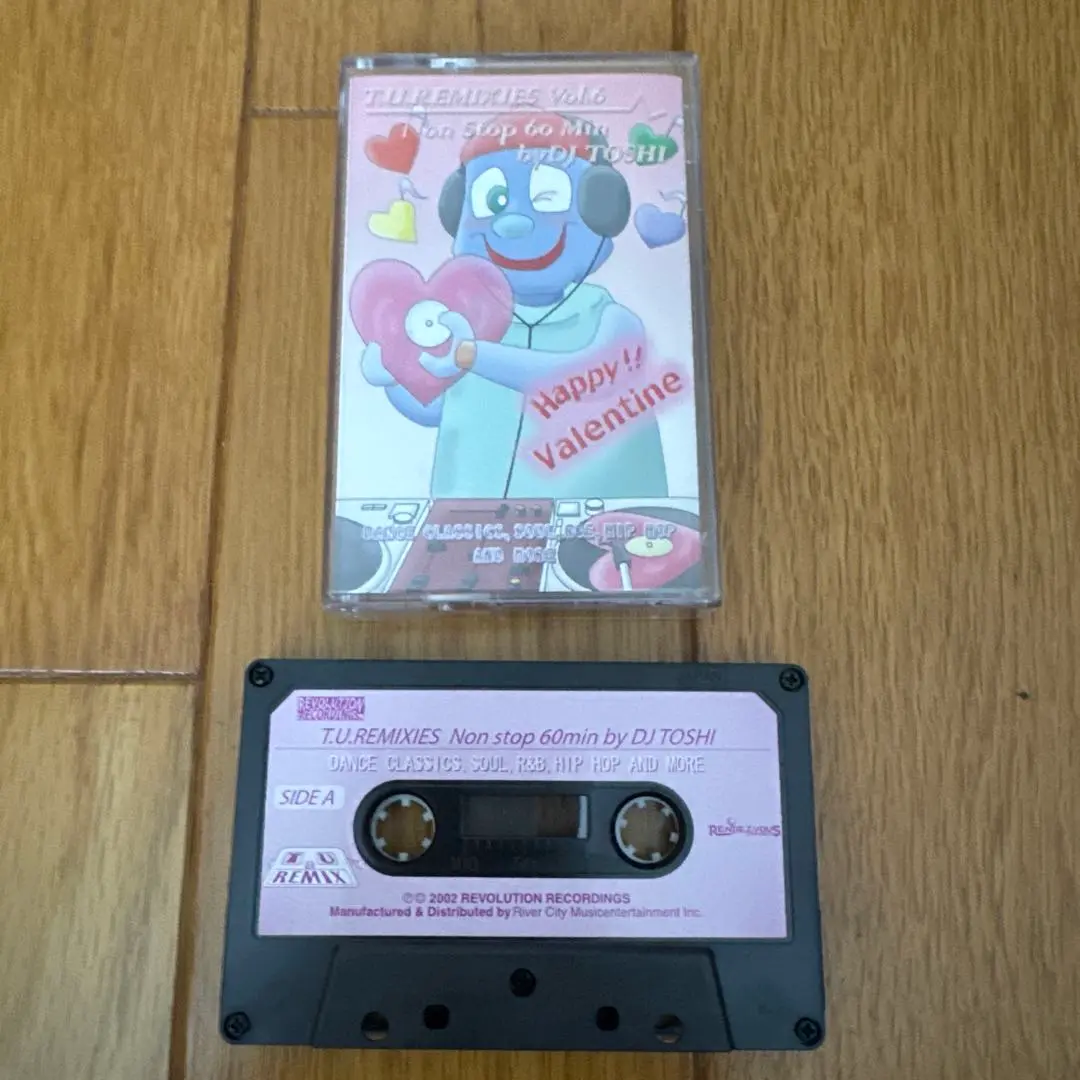 T.U.REMIXIES Vol.6
Non Stop 60 Min
by DJ TOSHI
Happy!!
Valentine
DANCE CLASSICS, SOUL, R&B, HIP HOP
AND MORE
REVOLUTION
RECORDINGS
T.U.REMIXIES Non stop 60min by DJ TOSHI
DANCE CLASSICS, SOUL, R&B, HIP HOP AND MORE
SIDE A
RENDEZVOUS
T U
REMIX
℗© 2002 REVOLUTION RECORDINGS
Manufactured & Distributed by River City Musicentertainment Inc.